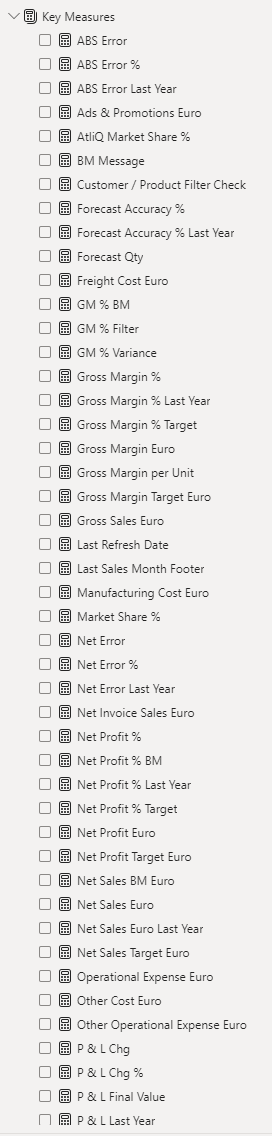 Key Measures
ABS Error
ABS Error %
ABS Error Last Year
Ads & Promotions Euro
AtliQ Market Share %
BM Message
Customer / Product Filter Check
Forecast Accuracy %
Forecast Accuracy % Last Year
Forecast Qty
Freight Cost Euro
GM % BM
GM % Filter
GM % Variance
Gross Margin %
Gross Margin % Last Year
Gross Margin % Target
Gross Margin Euro
Gross Margin per Unit
Gross Margin Target Euro
Gross Sales Euro
Last Refresh Date
Last Sales Month Footer
Manufacturing Cost Euro
Market Share %
Net Error
Net Error %
Net Error Last Year
Net Invoice Sales Euro
Net Profit %
Net Profit % BM
Net Profit % Last Year
Net Profit % Target
Net Profit Euro
Net Profit Target Euro
Net Sales BM Euro
Net Sales Euro
Net Sales Euro Last Year
Net Sales Target Euro
Operational Expense Euro
Other Cost Euro
Other Operational Expense Euro
P & L Chg
P & L Chg %
P & L Final Value
P & L Last Year